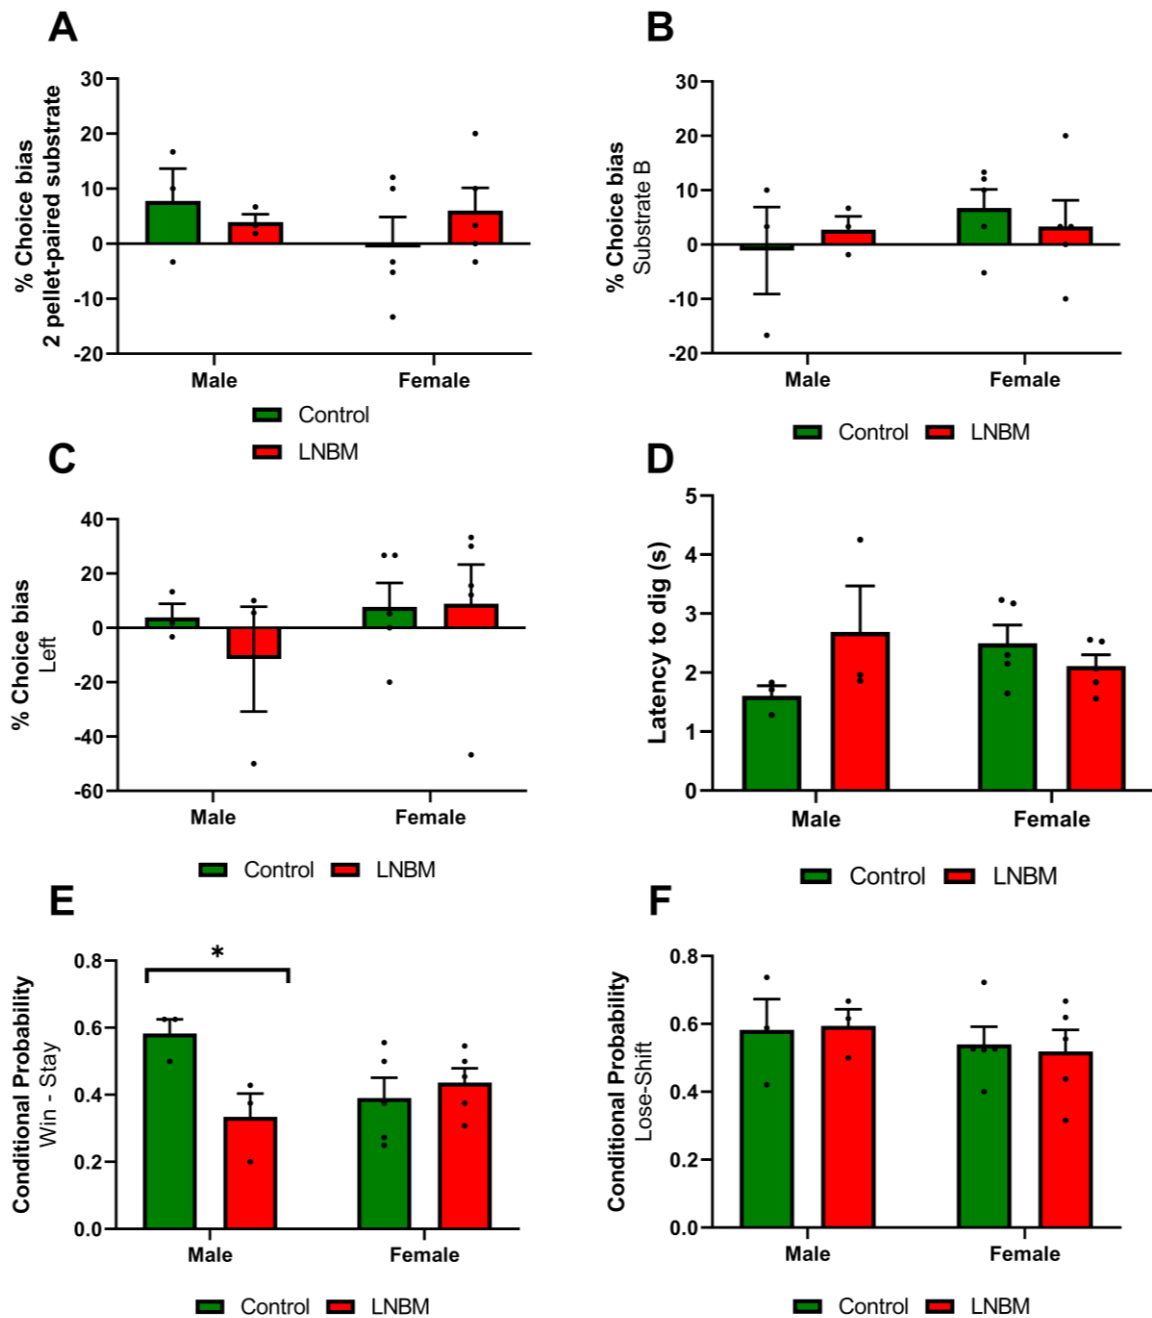 A
% Choice bias
2 pellet-paired substrate
30
20
10
0
-10
-20
Male
Female
Control
LNBM
B
% Choice bias
Substrate B
30
20
10
0
-10
-20
Male
Female
Control
LNBM
C
% Choice bias
Left
40
20
0
-20
-40
-60
Male
Female
Control
LNBM
D
Latency to dig (s)
5
4
3
2
1
0
Male
Female
Control
LNBM
E
Conditional Probability
Win - Stay
0.8
0.6
0.4
0.2
0.0
*
Male
Female
Control
LNBM
F
Conditional Probability
Lose-Shift
0.8
0.6
0.4
0.2
0.0
Male
Female
Control
LNBM